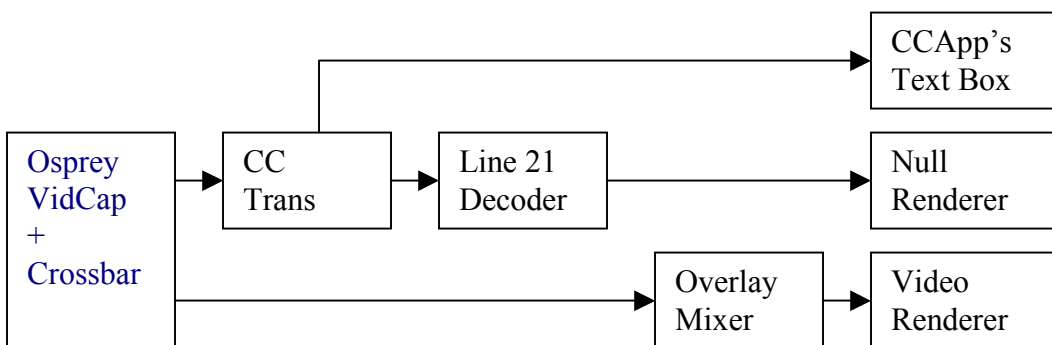 CCApp’s
Text Box
Osprey
VidCap
+
Crossbar
CC
Trans
Line 21
Decoder
Null
Renderer
Overlay
Mixer
Video
Renderer